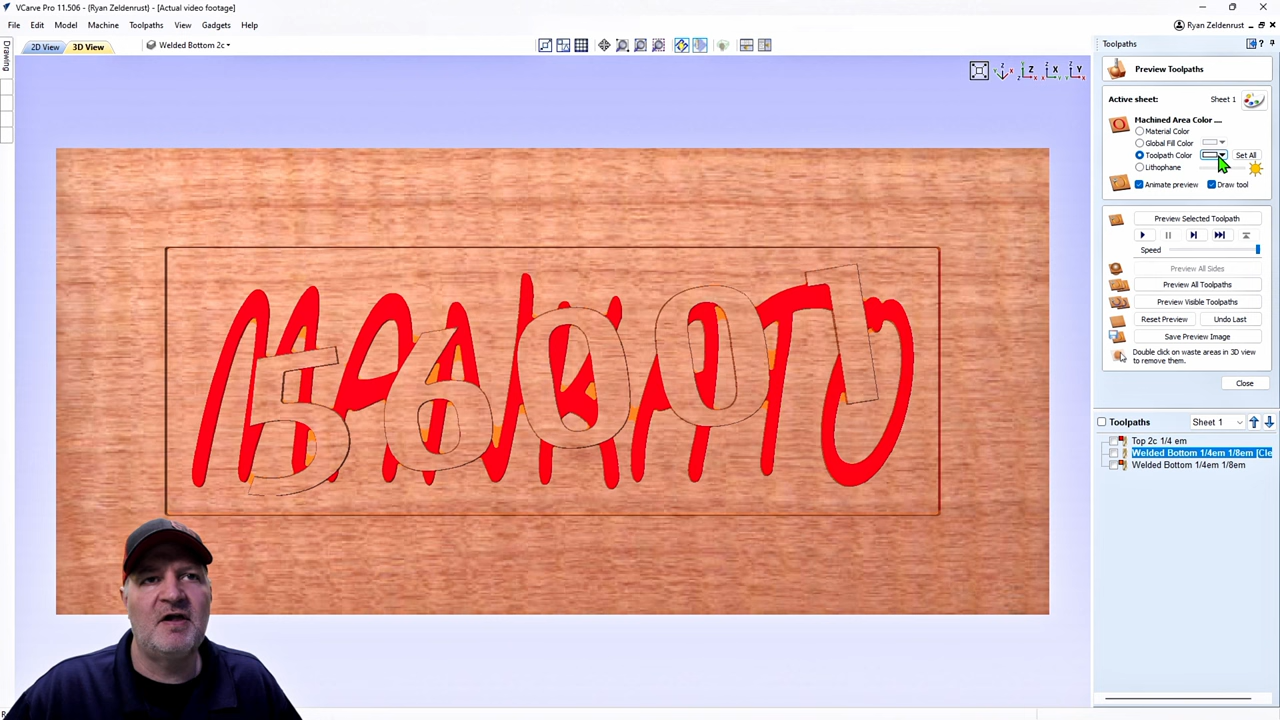 VCarve Pro 11.506 - {Ryan Zeldenrust} - [Actual video footage]
File Edit Model Machine Toolpaths View Gadgets Help
Ryan Zeldenrust
2D View 3D View Welded Bottom 2c
Drawing
Toolpaths
Preview Toolpaths
Active sheet: Sheet 1
Machined Area Color ....
Material Color
Global Fill Color
Toolpath Color Set All
Lithophane
Animate preview Draw tool
Preview Selected Toolpath
Speed
Preview All Sides
Preview All Toolpaths
Preview Visible Toolpaths
Reset Preview Undo Last
Save Preview Image
Double click on waste areas in 3D view
to remove them.
Close
Toolpaths Sheet 1
Top 2c 1/4 em
Welded Bottom 1/4em 1/8em [Cle
Welded Bottom 1/4em 1/8em
56001